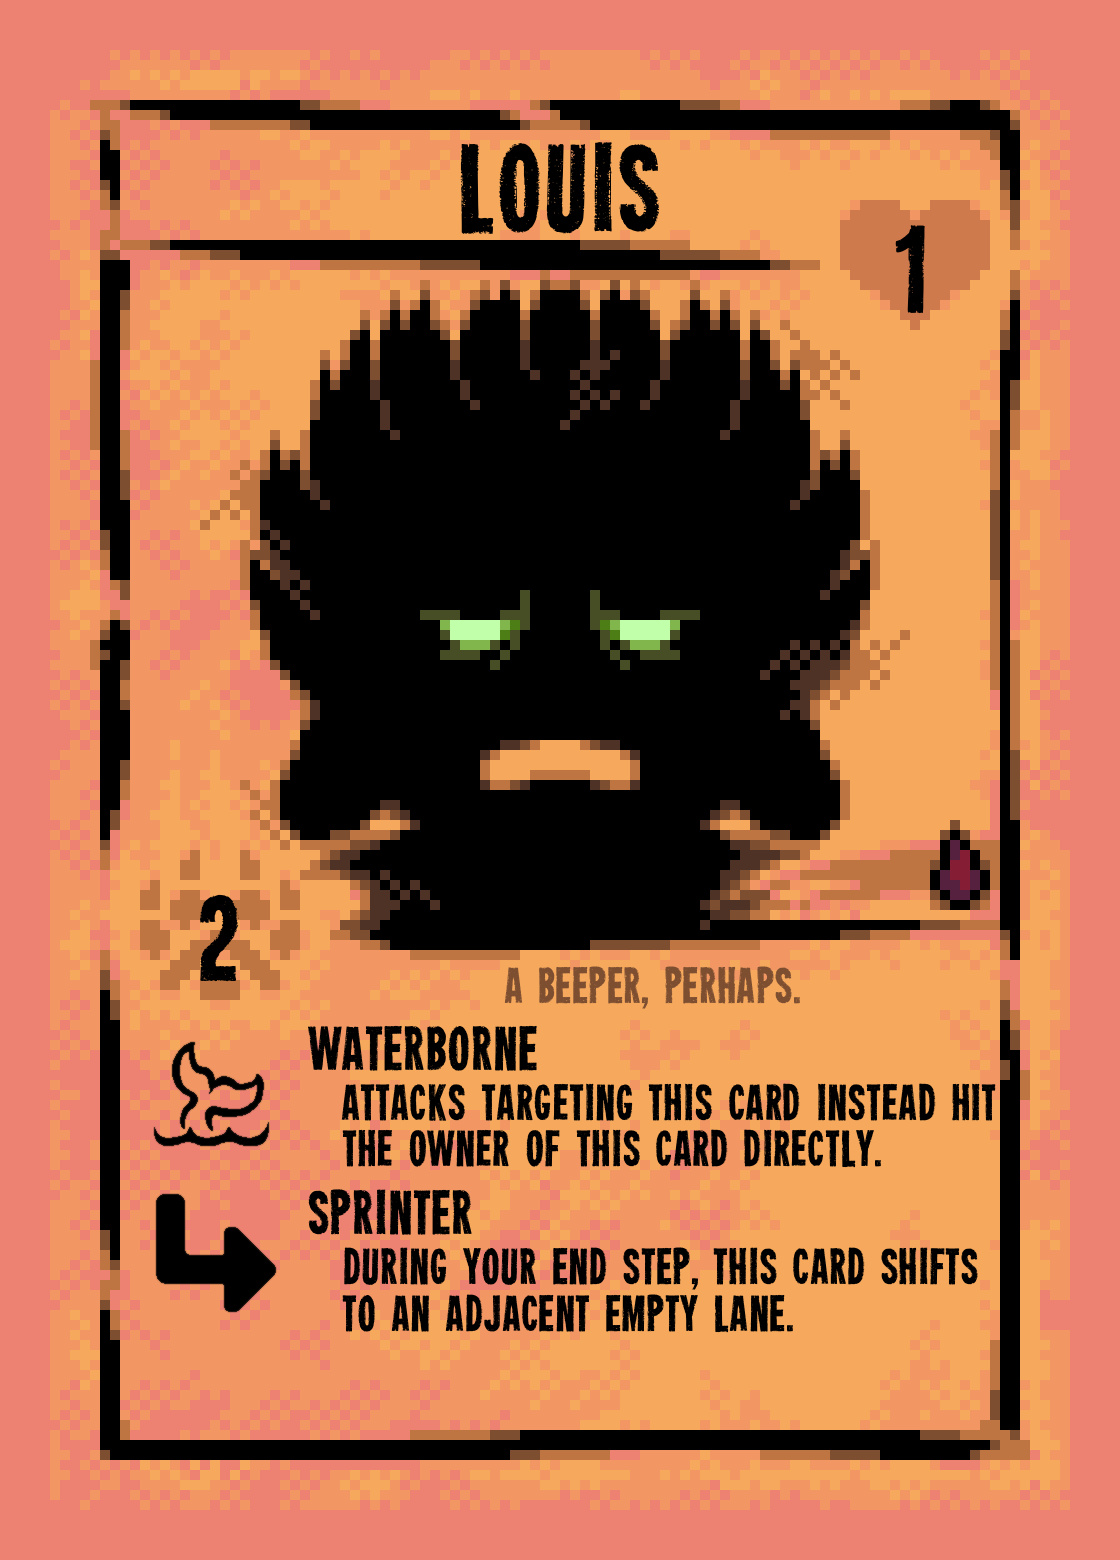 LOUIS
1
2
A BEEPER, PERHAPS.
WATERBORNE
ATTACKS TARGETING THIS CARD INSTEAD HIT
THE OWNER OF THIS CARD DIRECTLY.
SPRINTER
DURING YOUR END STEP, THIS CARD SHIFTS
TO AN ADJACENT EMPTY LANE.